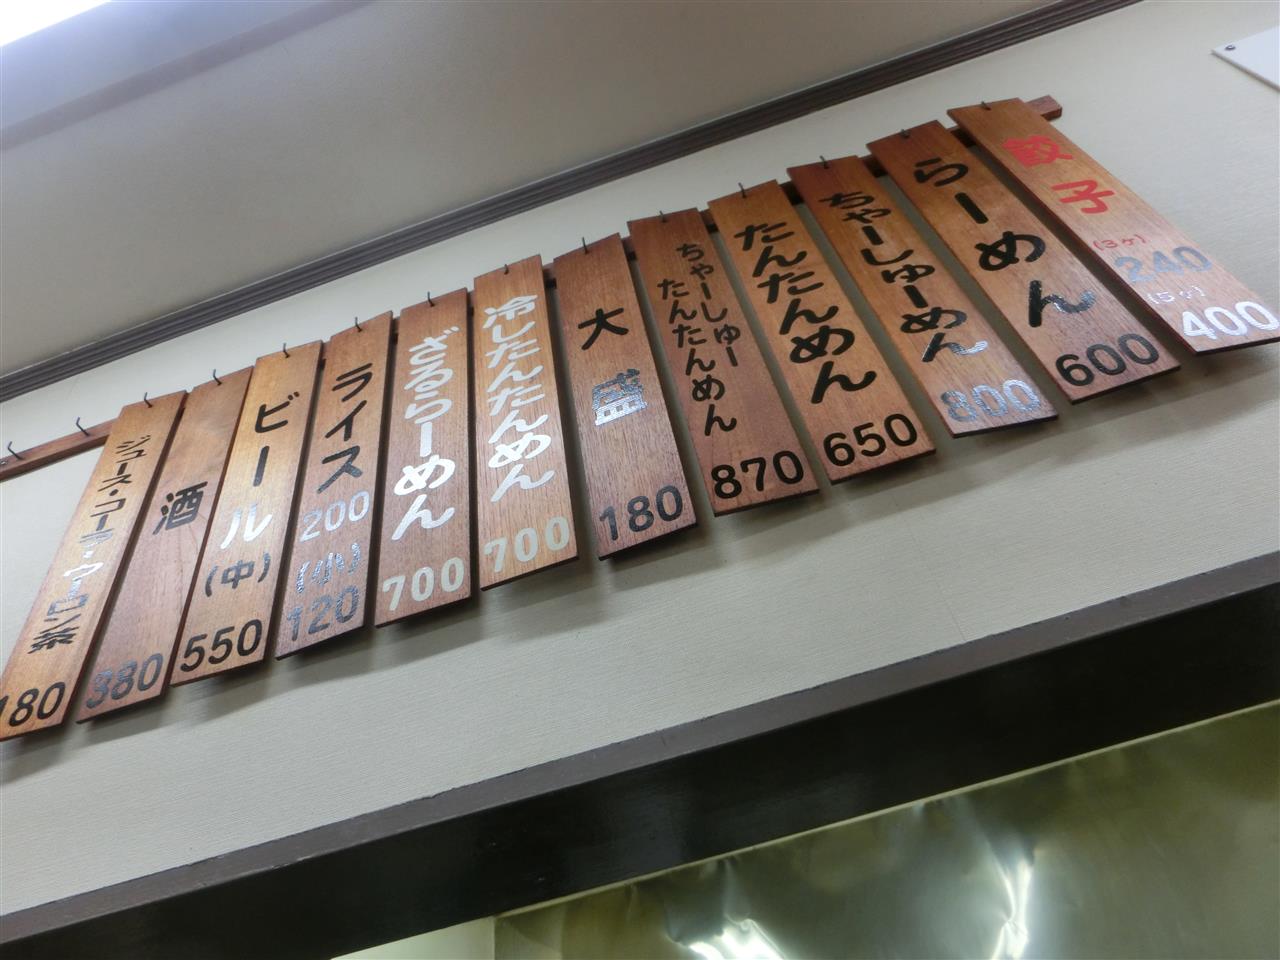 餃子
(3ヶ)
240
(5ヶ)
400
らーめん
600
ちゃーしゅーめん
800
たんたんめん
650
ちゃーしゅー
たんたんめん
870
大盛
180
冷したんたんめん
700
ざるらーめん
700
ライス
200
(小)
120
ビール
(中)
550
酒
380
ジュース・コーラ・ウーロン茶
180